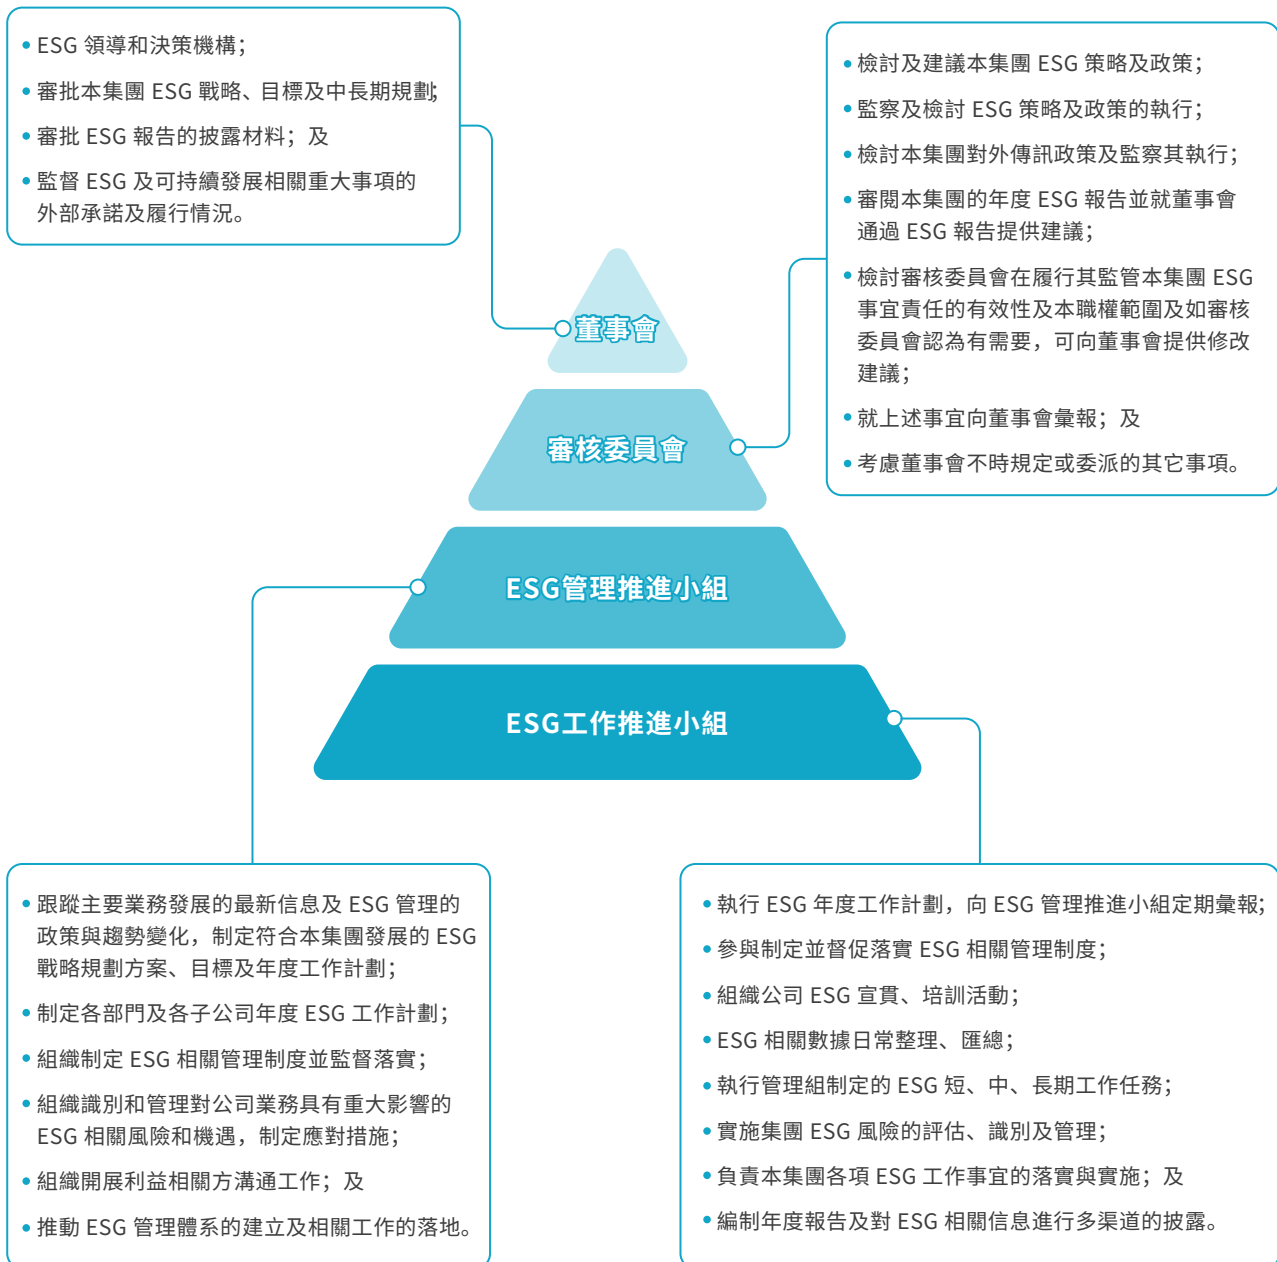 • ESG 領導和決策機構；
• 審批本集團 ESG 戰略、目標及中長期規劃；
• 審批 ESG 報告的披露材料；及
• 監督 ESG 及可持續發展相關重大事項的
外部承諾及履行情況。
• 檢討及建議本集團 ESG 策略及政策；
• 監察及檢討 ESG 策略及政策的執行；
• 檢討本集團對外傳訊政策及監察其執行；
• 審閱本集團的年度 ESG 報告並就董事會
通過 ESG 報告提供建議；
• 檢討審核委員會在履行其監管本集團 ESG
事宜責任的有效性及本職權範圍及如審核
委員會認為有需要，可向董事會提供修改
建議；
• 就上述事宜向董事會彙報；及
• 考慮董事會不時規定或委派的其它事項。
董事會
審核委員會
ESG管理推進小組
ESG工作推進小組
• 跟蹤主要業務發展的最新信息及 ESG 管理的
政策與趨勢變化，制定符合本集團發展的 ESG
戰略規劃方案、目標及年度工作計劃；
• 制定各部門及各子公司年度 ESG 工作計劃；
• 組織制定 ESG 相關管理制度並監督落實；
• 組織識別和管理對公司業務具有重大影響的
ESG 相關風險和機遇，制定應對措施；
• 組織開展利益相關方溝通工作；及
• 推動 ESG 管理體系的建立及相關工作的落地。
• 執行 ESG 年度工作計劃，向 ESG 管理推進小組定期彙報；
• 參與制定並督促落實 ESG 相關管理制度；
• 組織公司 ESG 宣貫、培訓活動；
• ESG 相關數據日常整理、匯總；
• 執行管理組制定的 ESG 短、中、長期工作任務；
• 實施集團 ESG 風險的評估、識別及管理；
• 負責本集團各項 ESG 工作事宜的落實與實施；及
• 編制年度報告及對 ESG 相關信息進行多渠道的披露。